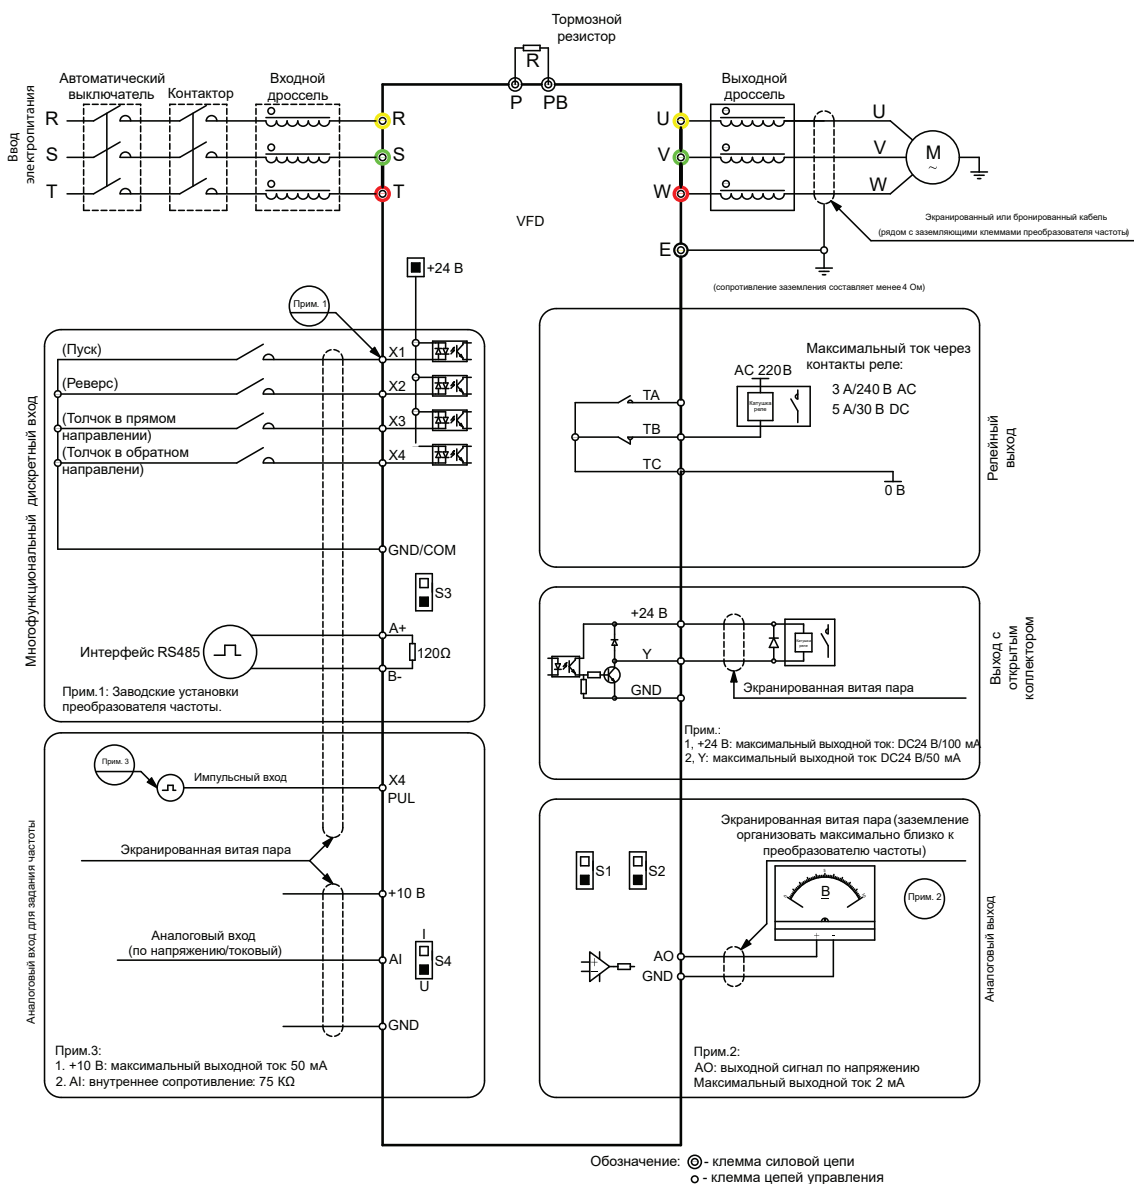 Тормозной
резистор
R
P
PB
Автоматический
выключатель
Контактор
Входной
дроссель
Выходной
дроссель
Ввод
электропитания
R
S
T
R
S
T
U
V
W
U
V
W
M
~
VFD
E
Экранированный или бронированный кабель
(рядом с заземляющими клеммами преобразователя частоты)
(сопротивление заземления составляет менее 4 Ом)
+24 В
Прим. 1
Многофункциональный дискретный вход
(Пуск)
X1
(Реверс)
X2
(Толчок в прямом
направлении)
X3
(Толчок в обратном
направлени)
X4
GND/COM
S3
A+
Интерфейс RS485
120Ω
B-
Прим.1: Заводские установки
преобразователя частоты.
Максимальный ток через
контакты реле:
3 А/240 В AC
5 А/30 В DC
AC 220В
Катушка
реле
TA
TB
TC
0 В
Релейный
выход
+24 В
Y
GND
Катушка
реле
Экранированная витая пара
Прим.:
1, +24 В: максимальный выходной ток: DC24 В/100 мА
2, Y: максимальный выходной ток: DC24 В/50 мА
Выход с
открытым
коллектором
Аналоговый вход для задания частоты
Прим. 3
Импульсный вход
X4
PUL
Экранированная витая пара
+10 В
Аналоговый вход
(по напряжению/токовый)
AI
I
S4
U
GND
Прим.3:
1. +10 В: максимальный выходной ток: 50 мА
2. AI: внутреннее сопротивление: 75 KΩ
Экранированная витая пара (заземление
организовать максимально близко к
преобразователю частоты)
S1
S2
В
+ -
Прим. 2
AO
GND
Прим.2:
AO: выходной сигнал по напряжению
Максимальный выходной ток: 2 мА
Аналоговый выход
Обозначение:
- клемма силовой цепи
- клемма цепей управления